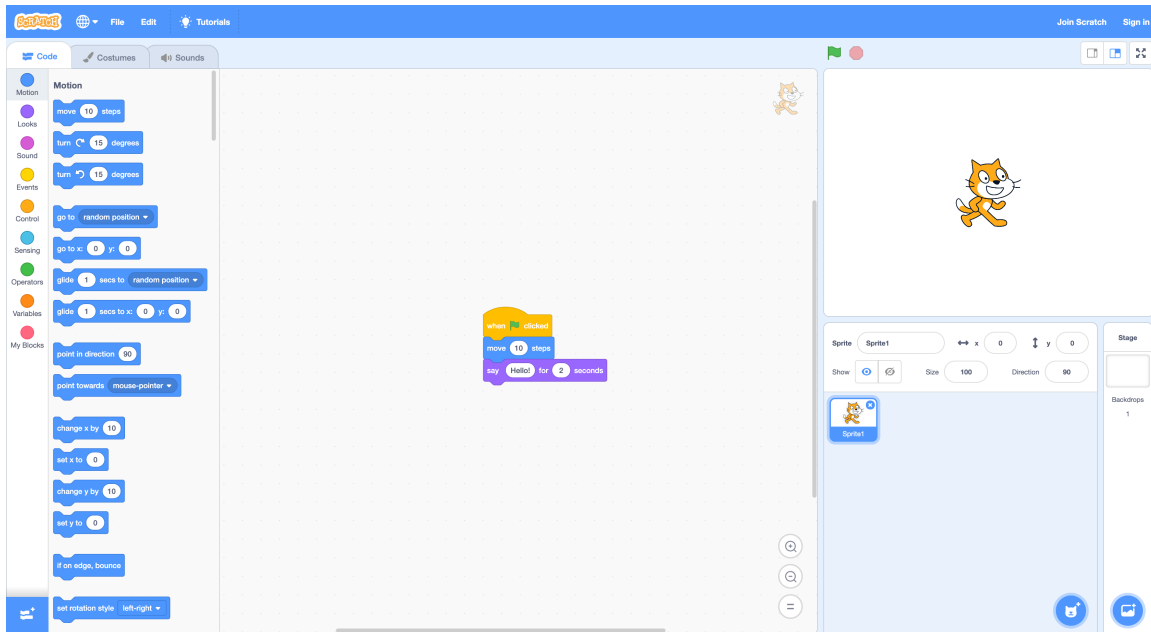 SCRATCH File Edit Tutorials Join Scratch Sign in
Code Costumes Sounds
Motion
Looks
Sound
Events
Control
Sensing
Operators
Variables
My Blocks
Motion
move 10 steps
turn 15 degrees
turn 15 degrees
go to random position
go to x: 0 y: 0
glide 1 secs to random position
glide 1 secs to x: 0 y: 0
point in direction 90
point towards mouse-pointer
change x by 10
set x to 0
change y by 10
set y to 0
if on edge, bounce
set rotation style left-right
when clicked
move 10 steps
say Hello! for 2 seconds
Sprite Sprite1 x 0 y 0
Show Size 100 Direction 90
Sprite1
Stage
Backdrops
1